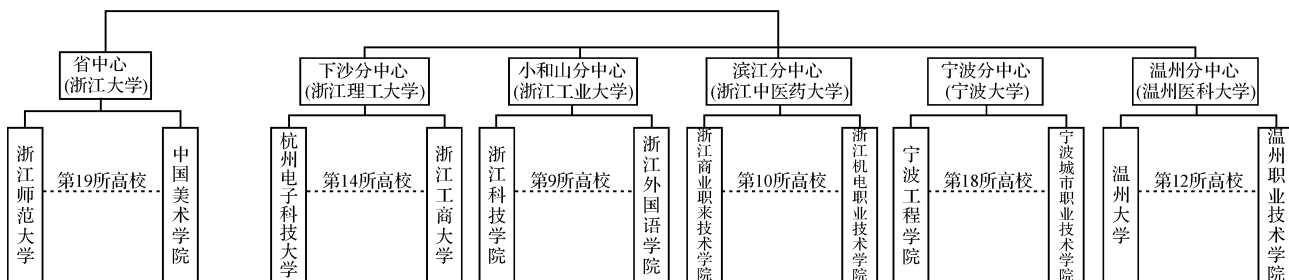 省中心
(浙江大学)
下沙分中心
(浙江理工大学)
小和山分中心
(浙江工业大学)
滨江分中心
(浙江中医药大学)
宁波分中心
(宁波大学)
温州分中心
(温州医科大学)
浙江师范大学
第19所高校
中国美术学院
杭州电子科技大学
第14所高校
浙江工商大学
浙江科技学院
第9所高校
浙江外国语学院
浙江商业职来技术学院
第10所高校
浙江机电职业技术学院
宁波工程学院
第18所高校
宁波城市职业技术学院
温州大学
第12所高校
温州职业技术学院